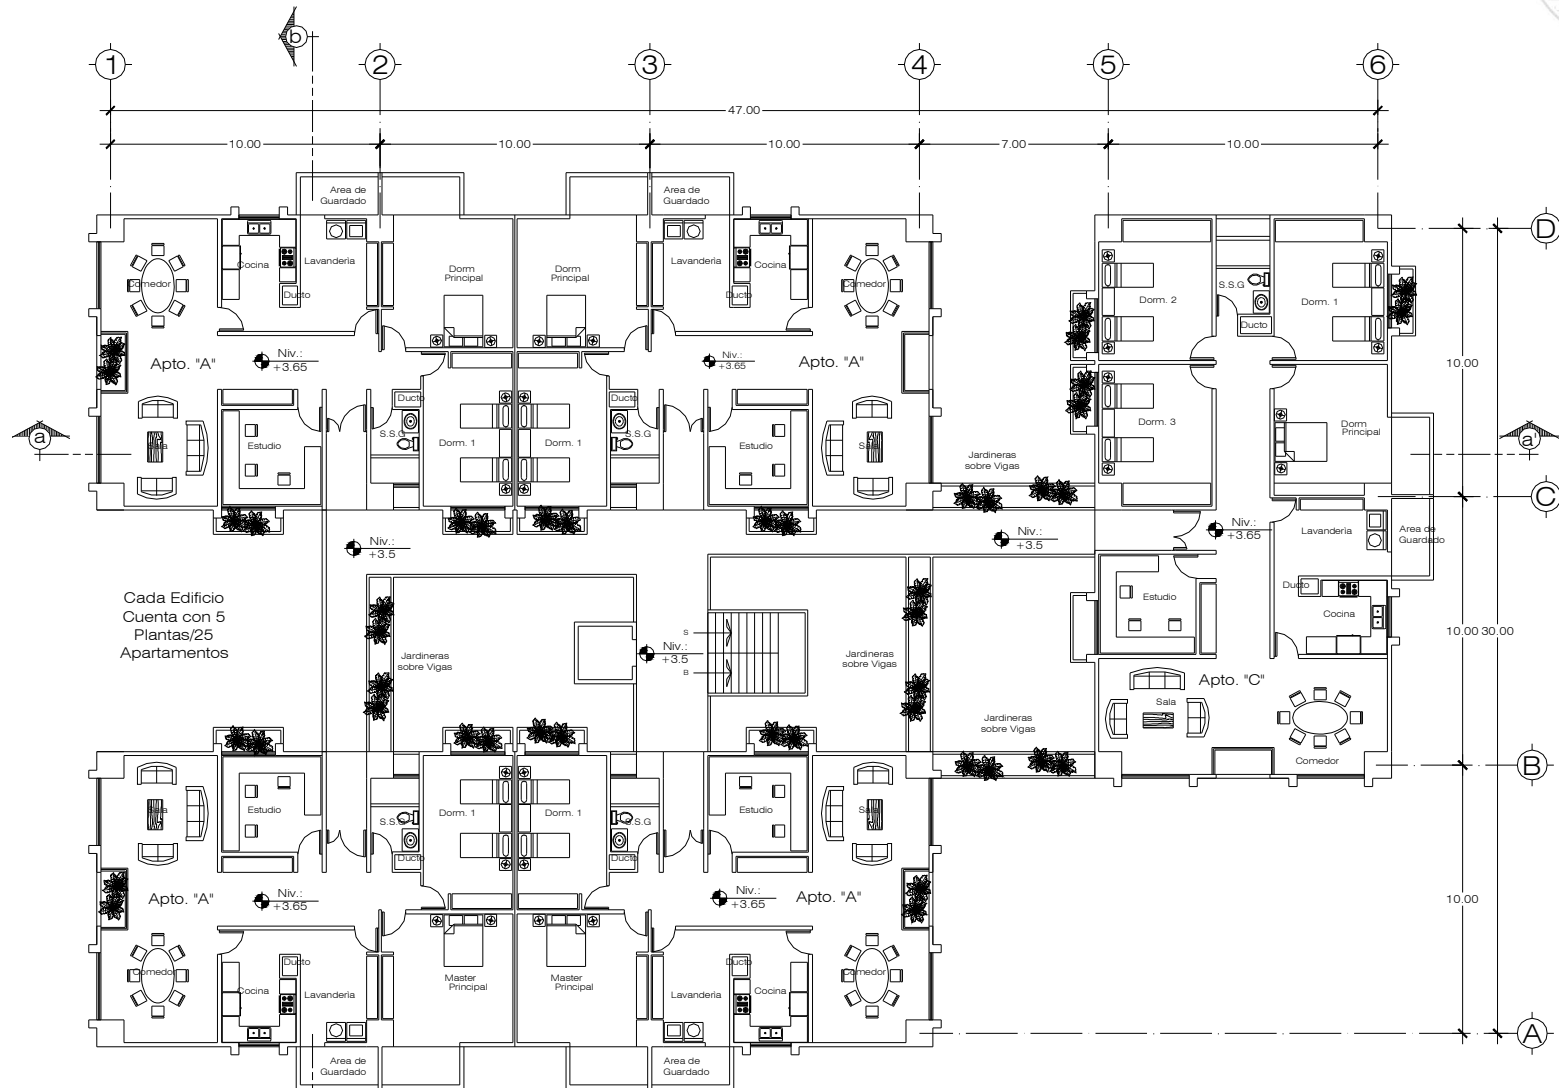 b
1
2
3
4
5
6
47.00
10.00
10.00
10.00
7.00
10.00
Area de
Guardado
Area de
Guardado
D
Cocina
Lavanderia
Dorm
Principal
Dorm
Principal
Lavanderia
Cocina
Comedor
Ducto
Ducto
Comedor
Dorm. 2
S.S.G
Dorm. 1
Ducto
Apto. "A"
Niv.:
+3.65
Niv.:
+3.65
Apto. "A"
10.00
Ducto
Ducto
a
Sala
Estudio
S.S.G
Dorm. 1
Dorm. 1
S.S.G
Estudio
Sala
Jardineras
sobre Vigas
Dorm. 3
Dorm
Principal
a'
C
Niv.:
+3.5
Niv.:
+3.5
Niv.:
+3.65
Lavanderia
Area de
Guardado
Cada Edificio
Cuenta con 5
Plantas/25
Apartamentos
Estudio
Ducto
Cocina
10.00
30.00
Jardineras
sobre Vigas
Niv.:
+3.5
S
B
Jardineras
sobre Vigas
Apto. "C"
Sala
Jardineras
sobre Vigas
Comedor
B
Sala
Estudio
S.S.G
Dorm. 1
Dorm. 1
S.S.G
Estudio
Sala
Ducto
Ducto
Apto. "A"
Niv.:
+3.65
Niv.:
+3.65
Apto. "A"
10.00
Comedor
Ducto
Ducto
Comedor
Cocina
Lavanderia
Master
Principal
Master
Principal
Lavanderia
Cocina
A
Area de
Guardado
Area de
Guardado